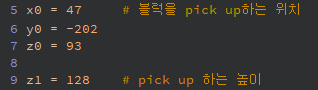 5 x0 = 47 # 블럭을 pick up하는 위치
6 y0 = -202
7 z0 = 93
8
9 z1 = 128 # pick up 하는 높이